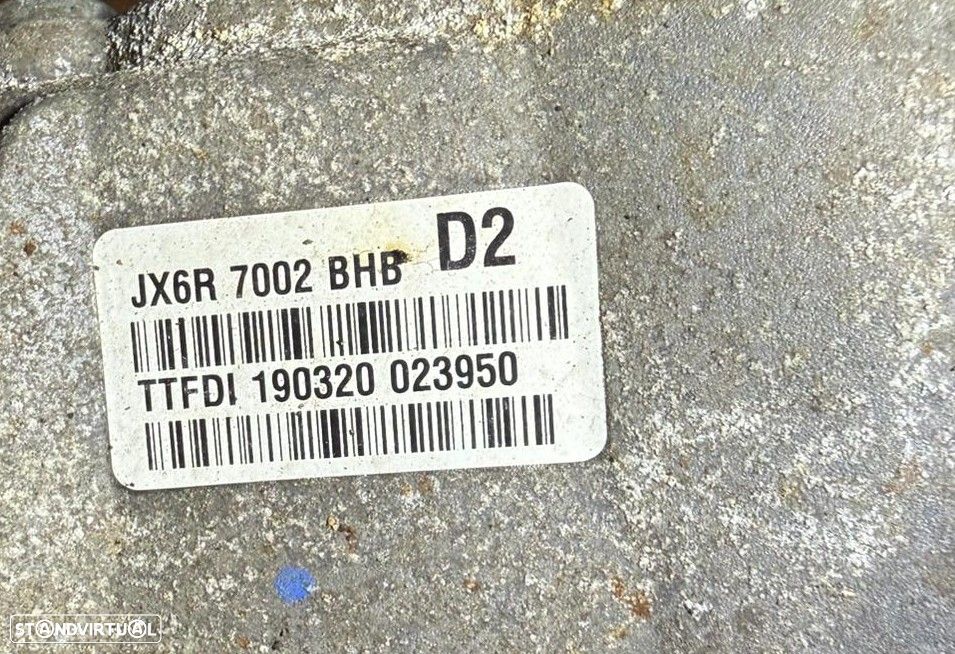 JX6R 7002 BHB D2
TTFDI 190320 023950
STANDVIRTUAL